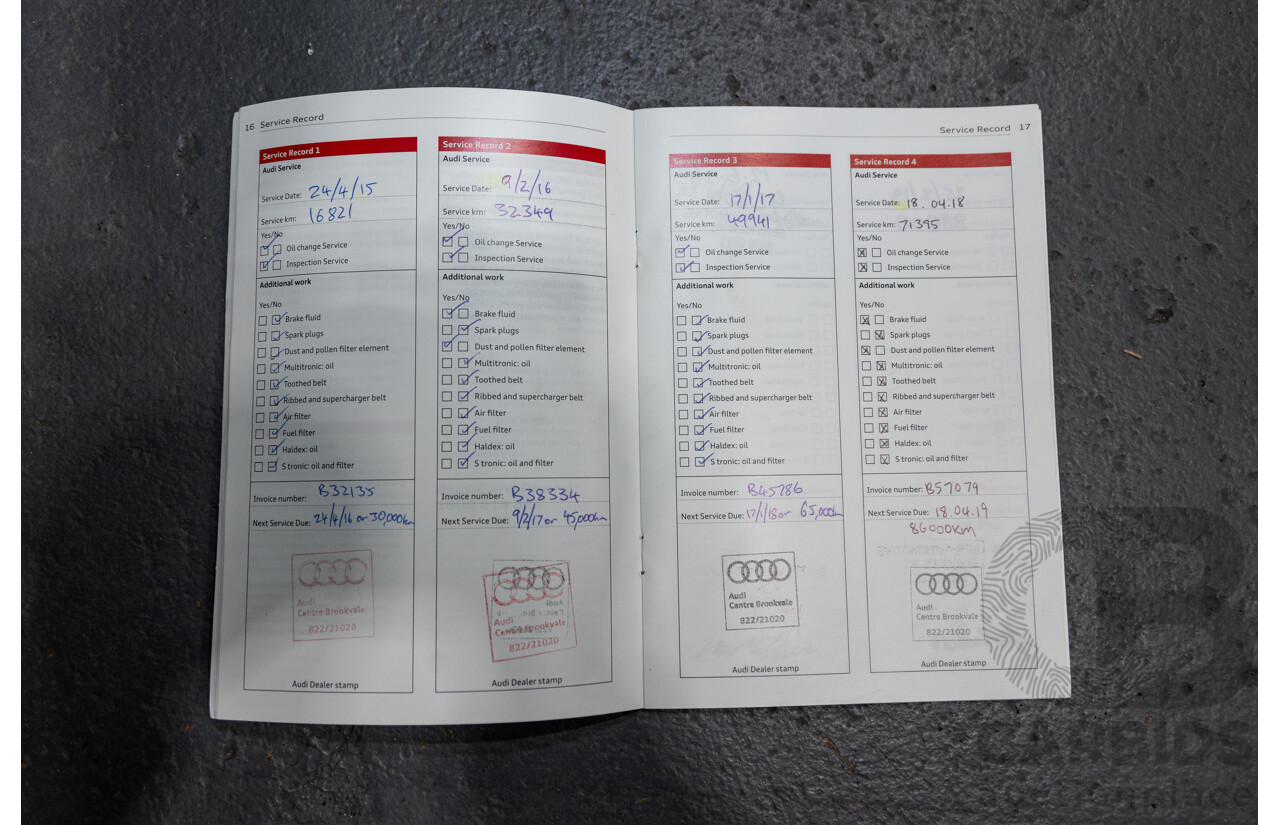 16 Service Record
Service Record 1
Audi Service
Service Date: 24/4/15
Service km: 16821
Yes/No
Oil change Service
Inspection Service
Additional work
Yes/No
Brake fluid
Spark plugs
Dust and pollen filter element
Multitronic: oil
Toothed belt
Ribbed and supercharger belt
Air filter
Fuel filter
Haldex: oil
S tronic: oil and filter
Invoice number: B32135
Next Service Due: 24/4/16 or 30,000km
Audi
Centre Brookvale
822/21020
Audi Dealer stamp
Service Record 2
Audi Service
Service Date: 9/2/16
Service km: 32349
Yes/No
Oil change Service
Inspection Service
Additional work
Yes/No
Brake fluid
Spark plugs
Dust and pollen filter element
Multitronic: oil
Toothed belt
Ribbed and supercharger belt
Air filter
Fuel filter
Haldex: oil
S tronic: oil and filter
Invoice number: B38334
Next Service Due: 9/2/17 or 45,000km
Audi
Centre Brookvale
822/21020
Audi Dealer stamp
Service Record 17
Service Record 3
Audi Service
Service Date: 17/1/17
Service km: 49941
Yes/No
Oil change Service
Inspection Service
Additional work
Yes/No
Brake fluid
Spark plugs
Dust and pollen filter element
Multitronic: oil
Toothed belt
Ribbed and supercharger belt
Air filter
Fuel filter
Haldex: oil
S tronic: oil and filter
Invoice number: B45786
Next Service Due: 17/1/18 or 65,000km
Audi
Centre Brookvale
822/21020
Audi Dealer stamp
Service Record 4
Audi Service
Service Date: 18.04.18
Service km: 71395
Yes/No
Oil change Service
Inspection Service
Additional work
Yes/No
Brake fluid
Spark plugs
Dust and pollen filter element
Multitronic: oil
Toothed belt
Ribbed and supercharger belt
Air filter
Fuel filter
Haldex: oil
S tronic: oil and filter
Invoice number: B57079
Next Service Due: 18.04.19
86000KM
Audi
Centre Brookvale
822/21020
Audi Dealer stamp
CARBIDS